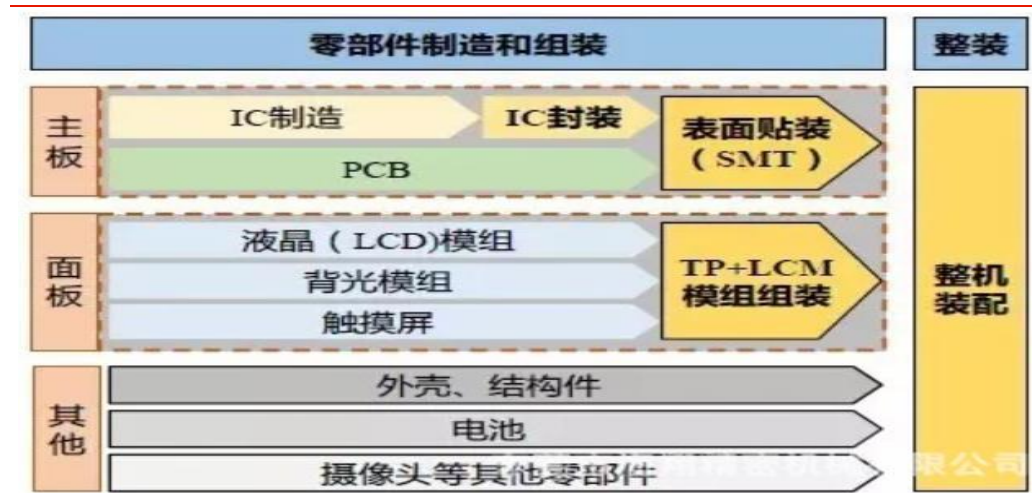 零部件制造和组装
整装
主
板
IC制造
IC封装
PCB
表面贴装
（SMT）
面
板
液晶（LCD)模组
背光模组
触摸屏
TP+LCM
模组组装
其
他
外壳、结构件
电池
摄像头等其他零部件
整机
装配
限公司